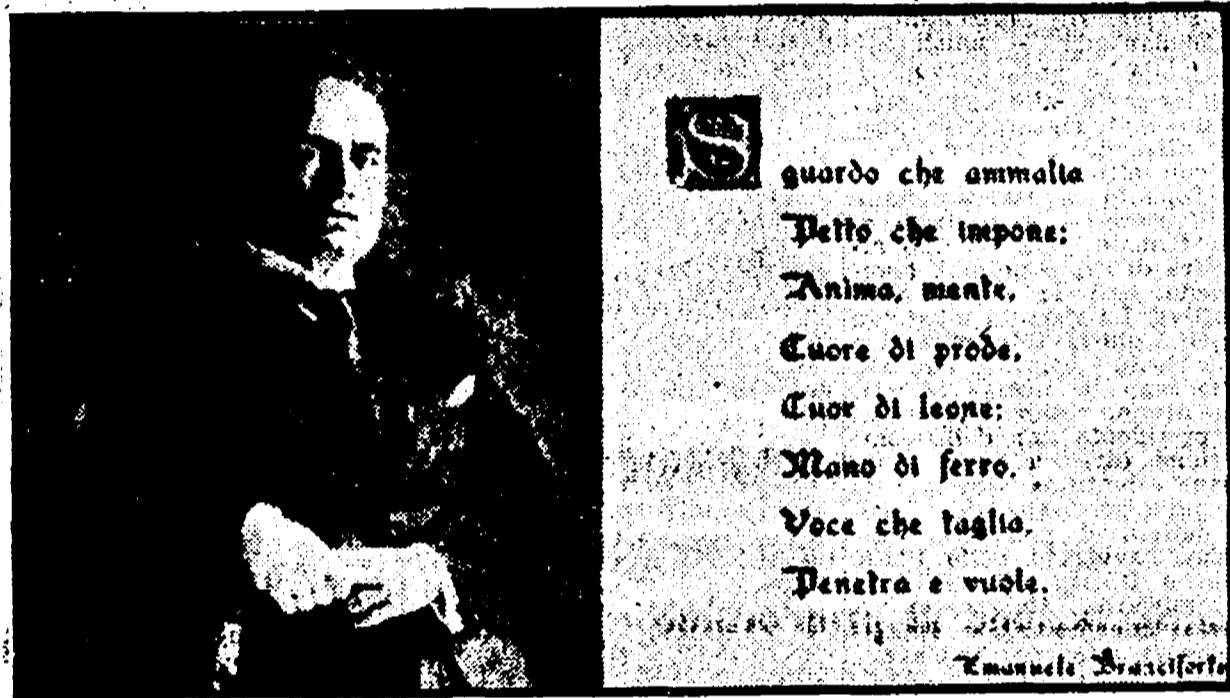 Sguardo che ammalia
Petto che impone:
Anima, mente,
Cuore di prode,
Cuor di leone:
Mano di ferro,
Voce che taglia,
Penetra e vuole.
Emanuele